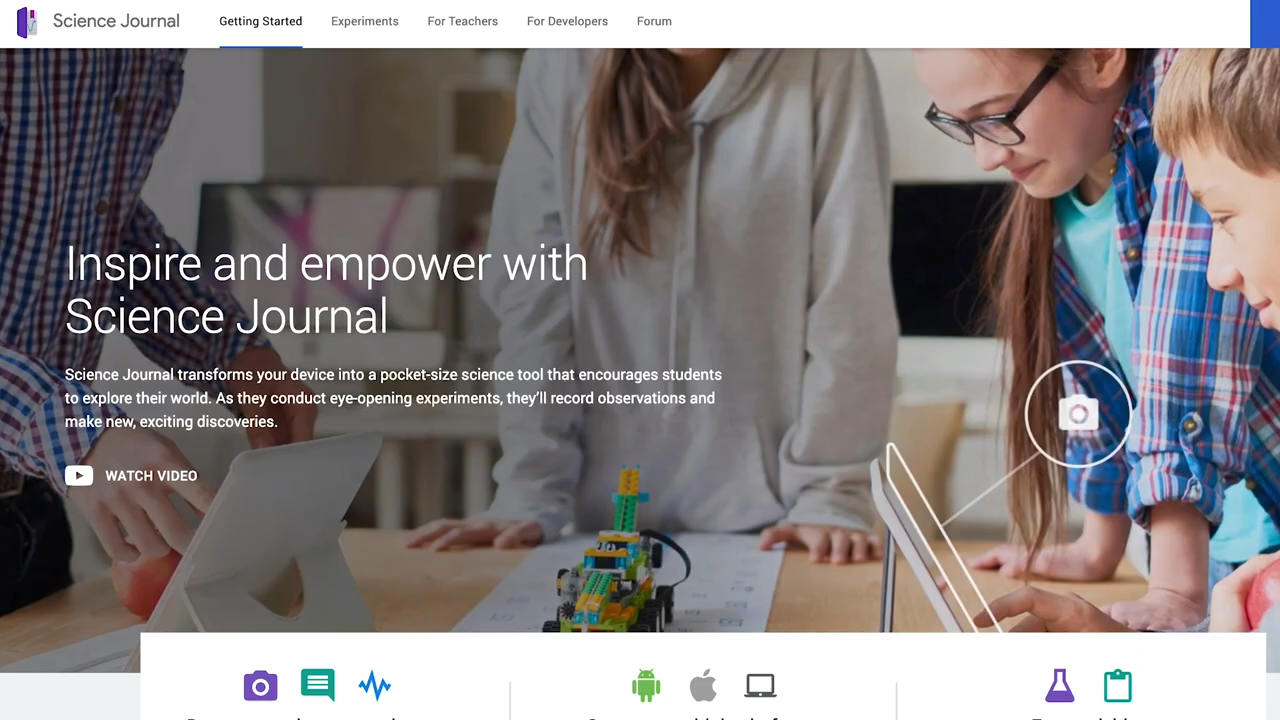 Science Journal
Getting Started
Experiments
For Teachers
For Developers
Forum
Inspire and empower with
Science Journal
Science Journal transforms your device into a pocket-size science tool that encourages students
to explore their world. As they conduct eye-opening experiments, they’ll record observations and
make new, exciting discoveries.
WATCH VIDEO